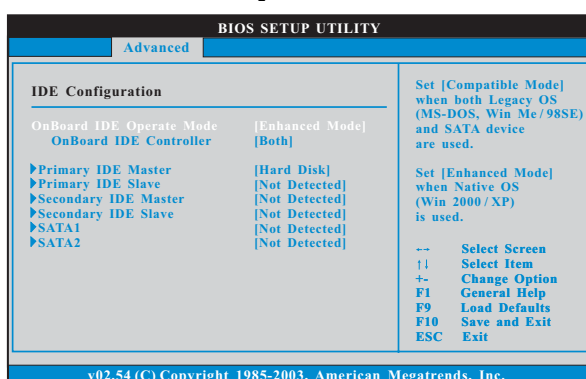 BIOS SETUP UTILITY
Advanced
IDE Configuration
OnBoard IDE Operate Mode [Enhanced Mode]
OnBoard IDE Controller [Both]
Primary IDE Master [Hard Disk]
Primary IDE Slave [Not Detected]
Secondary IDE Master [Not Detected]
Secondary IDE Slave [Not Detected]
SATA1 [Not Detected]
SATA2 [Not Detected]
Set [Compatible Mode]
when both Legacy OS
(MS-DOS, Win Me/98SE)
and SATA device
are used.
Set [Enhanced Mode]
when Native OS
(Win 2000 / XP)
is used.
←→ Select Screen
↑↓ Select Item
+- Change Option
F1 General Help
F9 Load Defaults
F10 Save and Exit
ESC Exit
v02.54 (C) Copyright 1985-2003, American Megatrends, Inc.